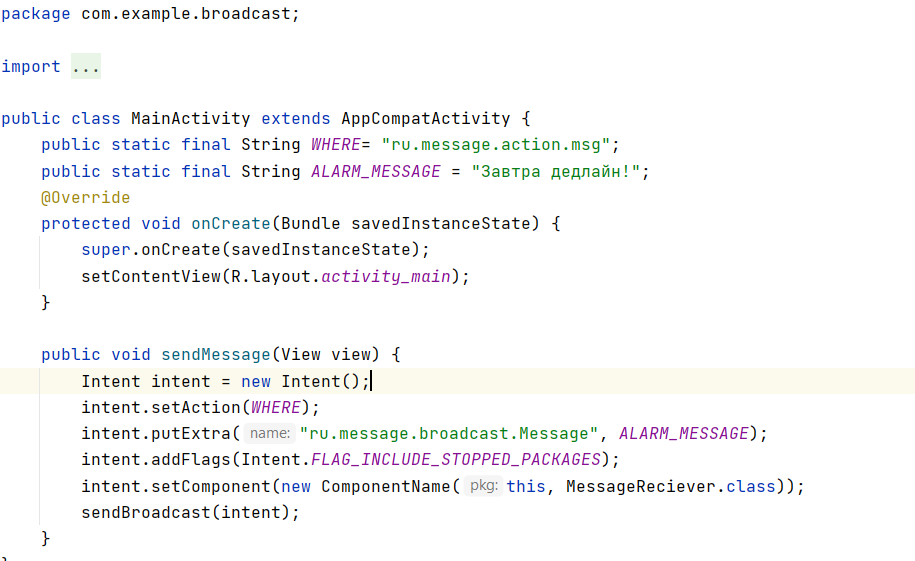 package com.example.broadcast;
import ...
public class MainActivity extends AppCompatActivity {
public static final String WHERE= "ru.message.action.msg";
public static final String ALARM_MESSAGE = "Завтра дедлайн!";
@Override
protected void onCreate(Bundle savedInstanceState) {
super.onCreate(savedInstanceState);
setContentView(R.layout.activity_main);
}
public void sendMessage(View view) {
Intent intent = new Intent();
intent.setAction(WHERE);
intent.putExtra( name: "ru.message.broadcast.Message", ALARM_MESSAGE);
intent.addFlags(Intent.FLAG_INCLUDE_STOPPED_PACKAGES);
intent.setComponent(new ComponentName( pkg: this, MessageReciever.class));
sendBroadcast(intent);
}